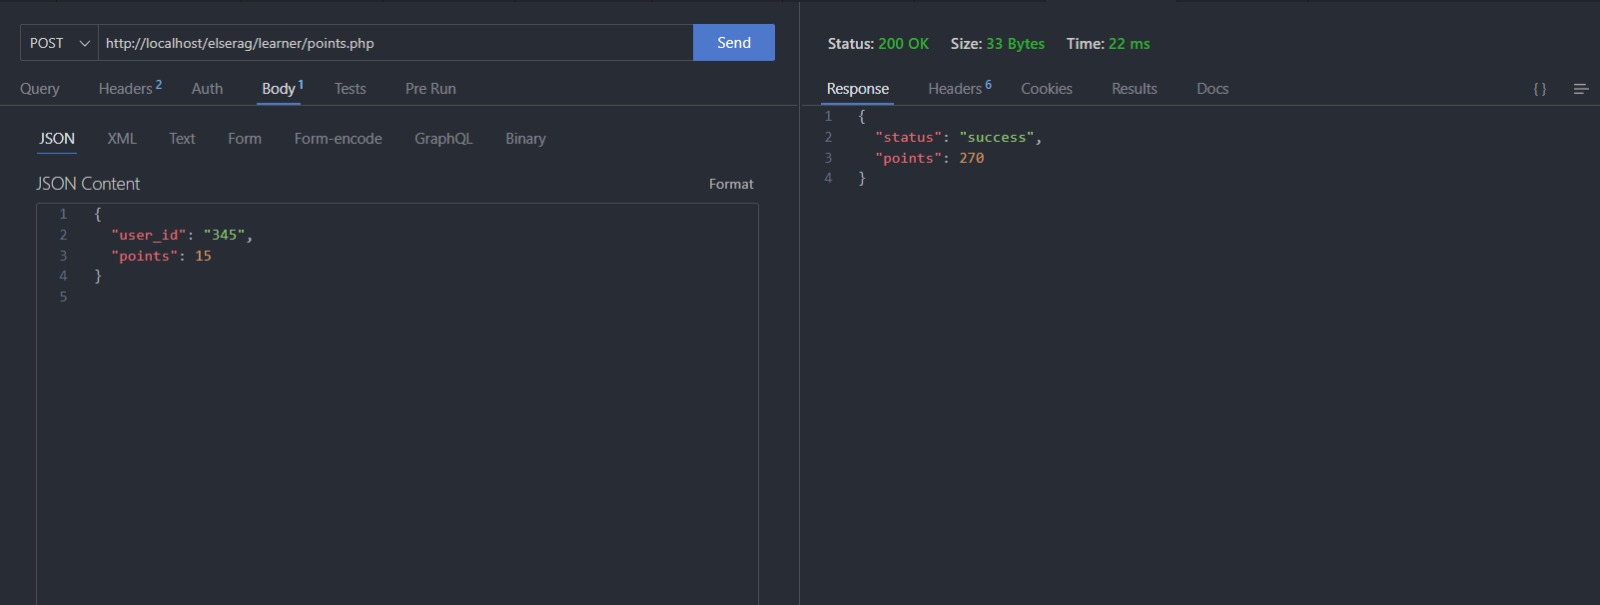 POST http://localhost/elserag/learner/points.php Send
Query Headers 2 Auth Body 1 Tests Pre Run
JSON XML Text Form Form-encode GraphQL Binary
JSON Content Format
1 {
2 "user_id": "345",
3 "points": 15
4 }
5
Status: 200 OK Size: 33 Bytes Time: 22 ms
Response Headers 6 Cookies Results Docs { }
1 {
2 "status": "success",
3 "points": 270
4 }